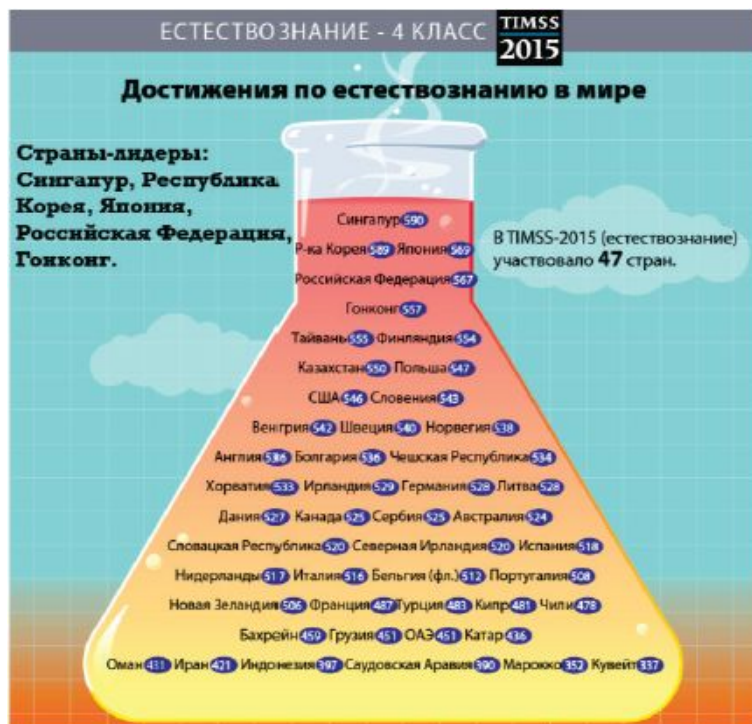 ЕСТЕСТВОЗНАНИЕ - 4 КЛАСС
TIMSS
2015
Достижения по естествознанию в мире
Страны-лидеры:
Сингапур, Республика
Корея, Япония,
Российская Федерация,
Гонконг.
В TIMSS-2015 (естествознание)
участвовало 47 стран.
Сингапур 590
Р-ка Корея 589 Япония 569
Российская Федерация 567
Гонконг 557
Тайвань 555 Финляндия 554
Казахстан 550 Польша 547
США 546 Словения 543
Венгрия 542 Швеция 540 Норвегия 538
Англия 536 Болгария 536 Чешская Республика 534
Хорватия 533 Ирландия 529 Германия 528 Литва 528
Дания 527 Канада 525 Сербия 525 Австралия 524
Словацкая Республика 520 Северная Ирландия 520 Испания 518
Нидерланды 517 Италия 516 Бельгия (фл.) 512 Португалия 508
Новая Зеландия 506 Франция 487 Турция 483 Кипр 481 Чили 478
Бахрейн 459 Грузия 451 ОАЭ 451 Катар 436
Оман 431 Иран 421 Индонезия 397 Саудовская Аравия 390 Марокко 352 Кувейт 337